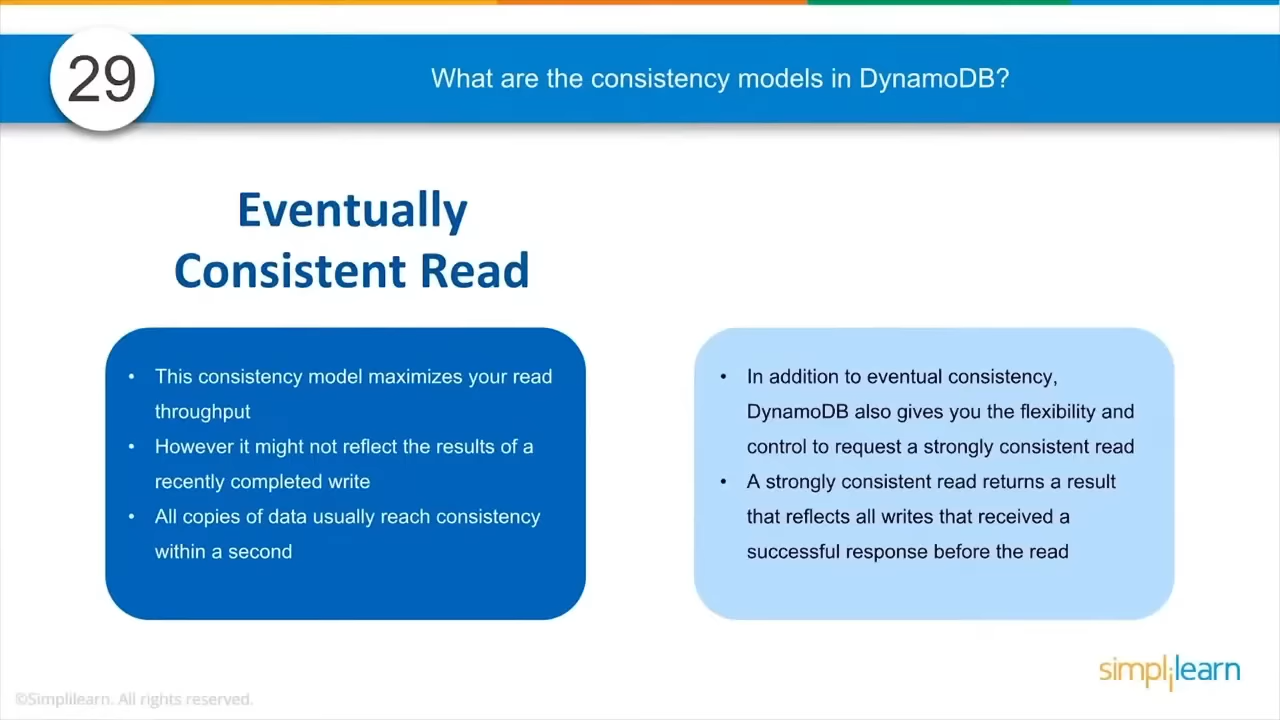 29
What are the consistency models in DynamoDB?
Eventually
Consistent Read
• This consistency model maximizes your read
throughput
• However it might not reflect the results of a
recently completed write
• All copies of data usually reach consistency
within a second
• In addition to eventual consistency,
DynamoDB also gives you the flexibility and
control to request a strongly consistent read
• A strongly consistent read returns a result
that reflects all writes that received a
successful response before the read
simplilearn
©Simplilearn. All rights reserved.